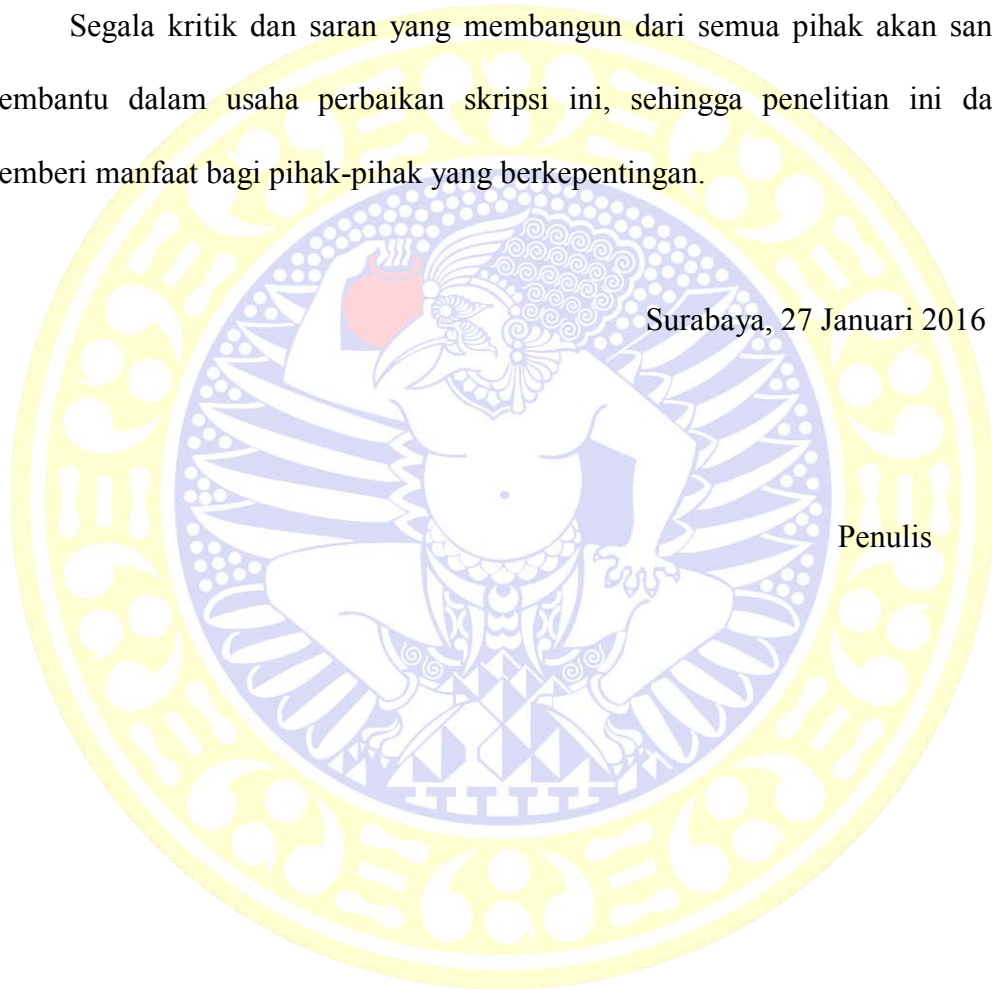 Segala kritik dan saran yang membangun dari semua pihak akan san
embantu dalam usaha perbaikan skripsi ini, sehingga penelitian ini da
emberi manfaat bagi pihak-pihak yang berkepentingan.
Surabaya, 27 Januari 2016
Penulis